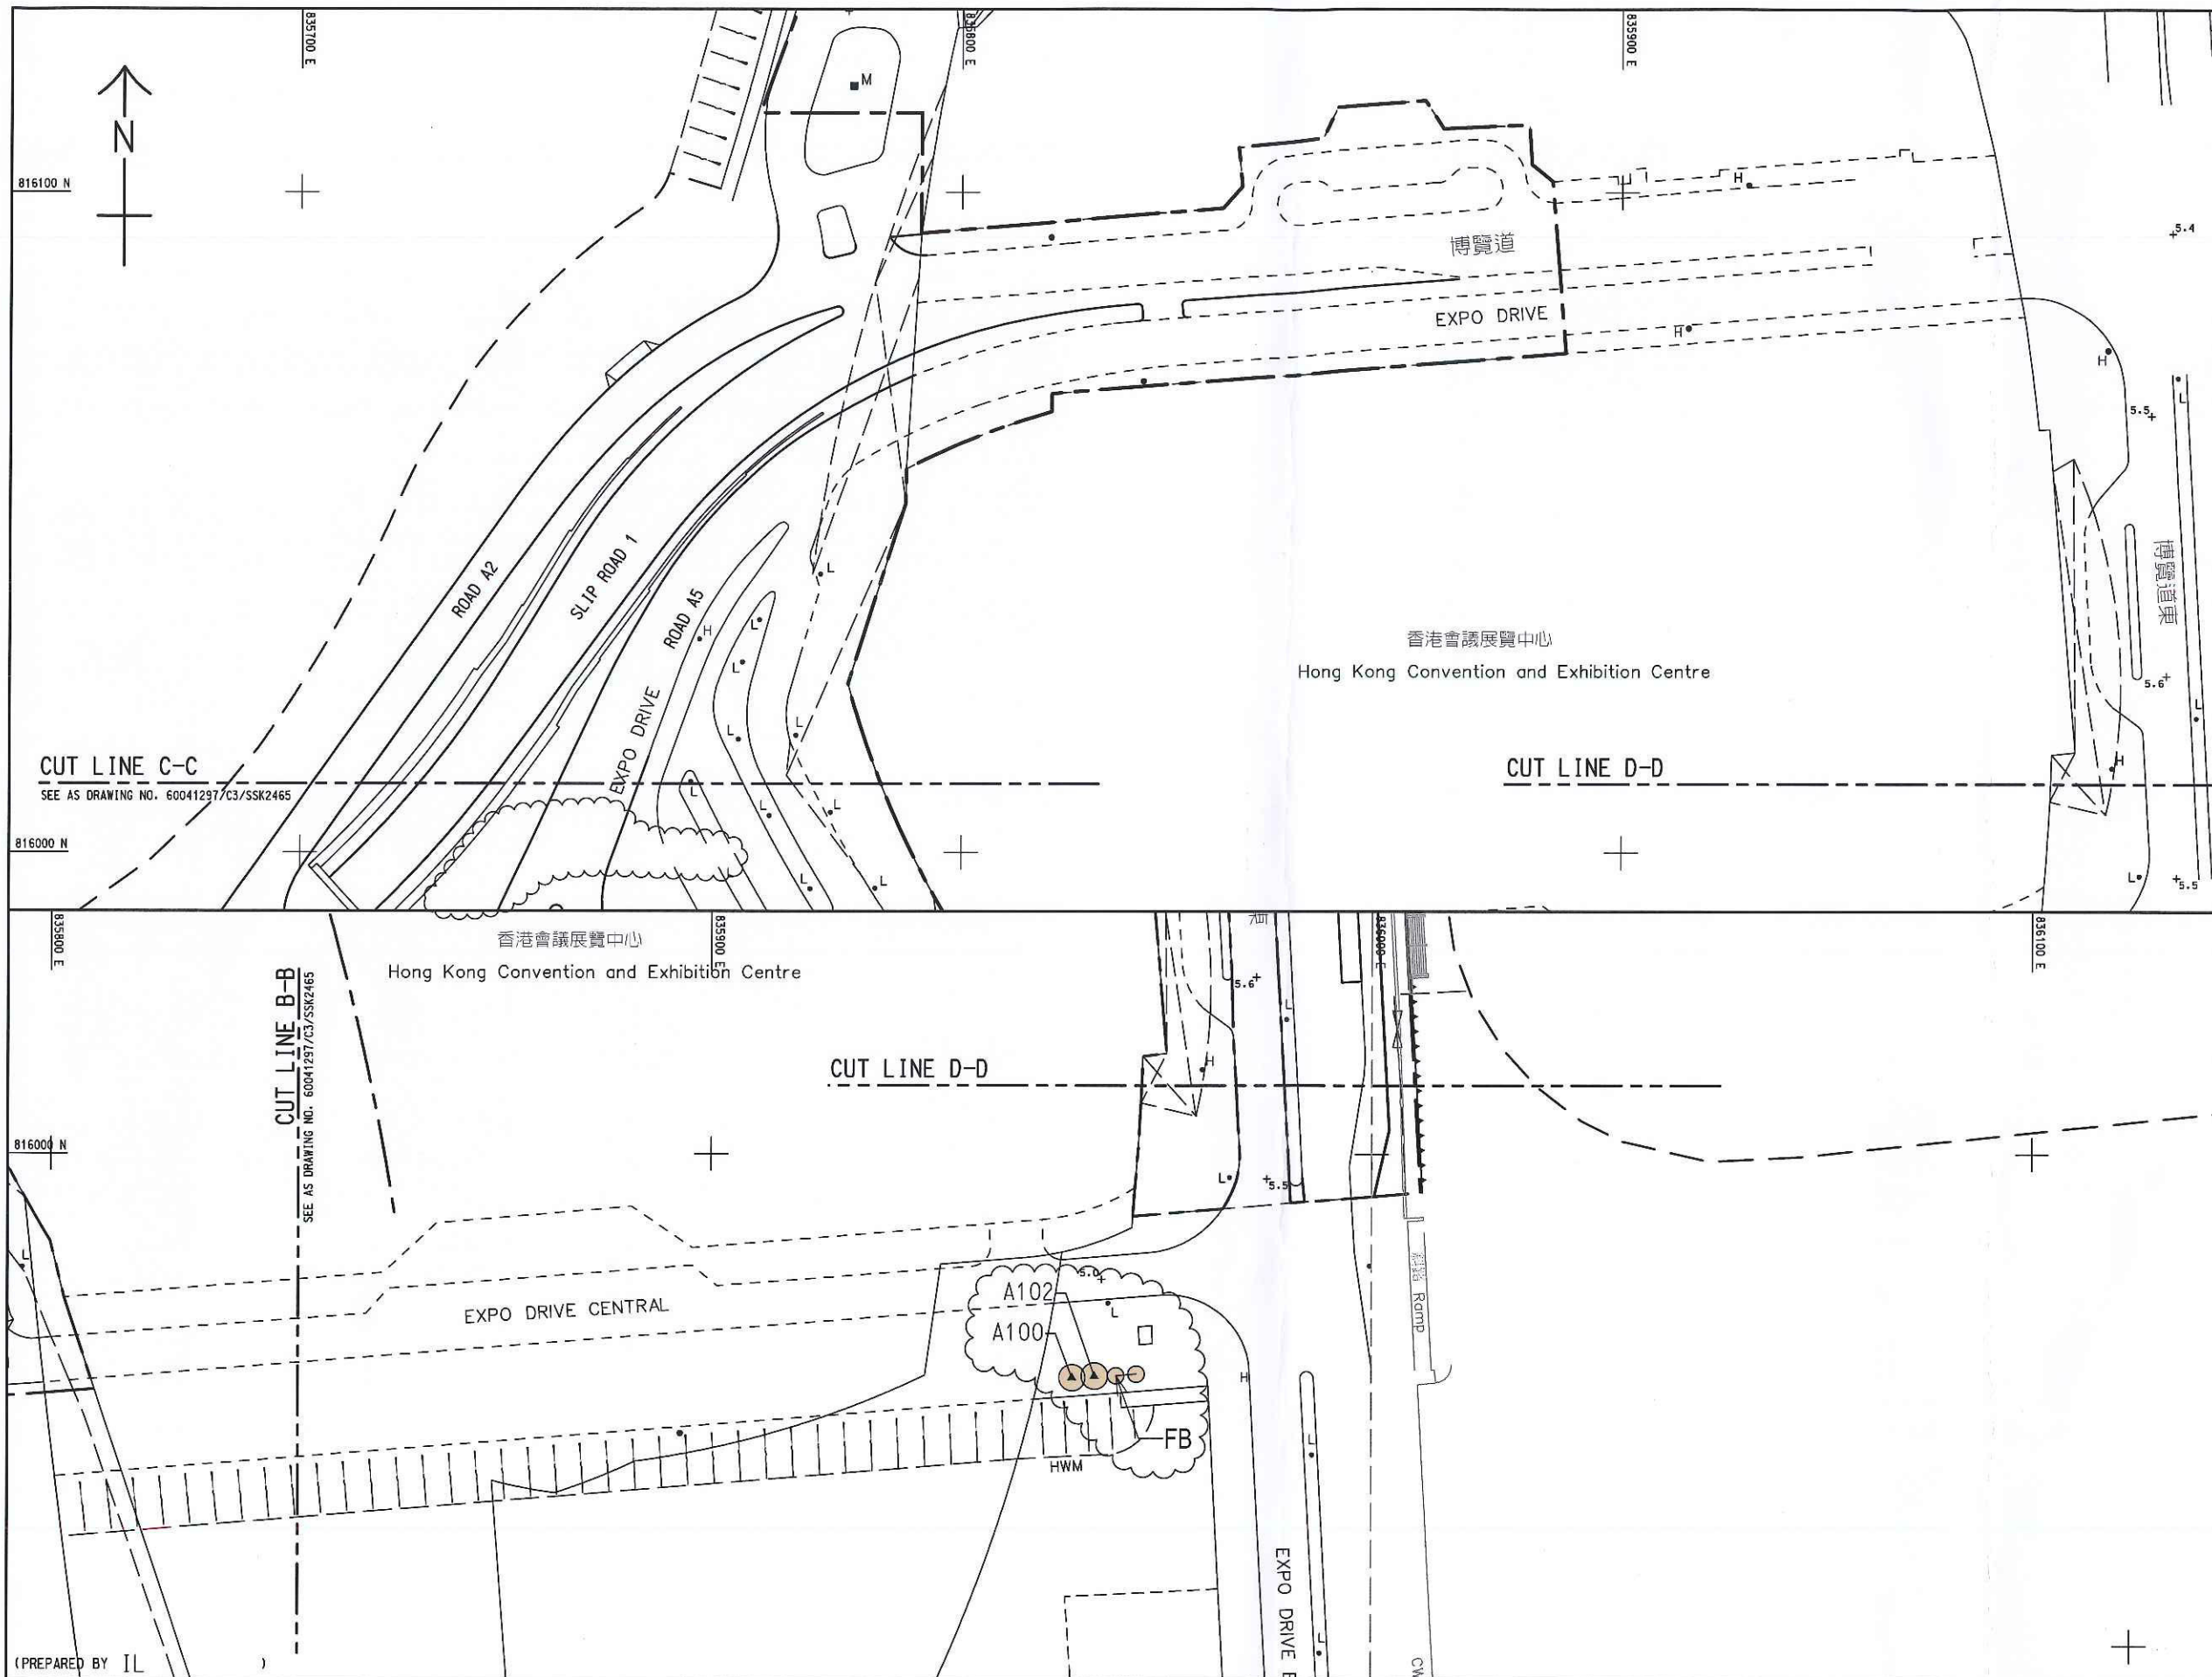 835700 E
835800 E
835900 E
M
N
816100 N
H
5.4
博覽道
EXPO DRIVE
H
H
5.5
L
ROAD A2
SLIP ROAD 1
ROAD A5
H
L
L
L
博覽道東
香港會議展覽中心
Hong Kong Convention and Exhibition Centre
5.6
EXPO DRIVE
L
L
L
CUT LINE C-C
SEE AS DRAWING NO. 60041297/C3/SSK2465
CUT LINE D-D
H
L
L
L
816000 N
L
L
L
5.5
835800 E
835900 E
836000 E
836100 E
香港會議展覽中心
Hong Kong Convention and Exhibition Centre
CUT LINE B-B
SEE AS DRAWING NO. 60041297/C3/SSK2465
5.6
L
CUT LINE D-D
H
816000 N
L
5.5
L
EXPO DRIVE CENTRAL
5.0
A102
L
A100
Ramp
H
FB
HWM
L
EXPO DRIVE E
L
CW
(PREPARED BY IL )